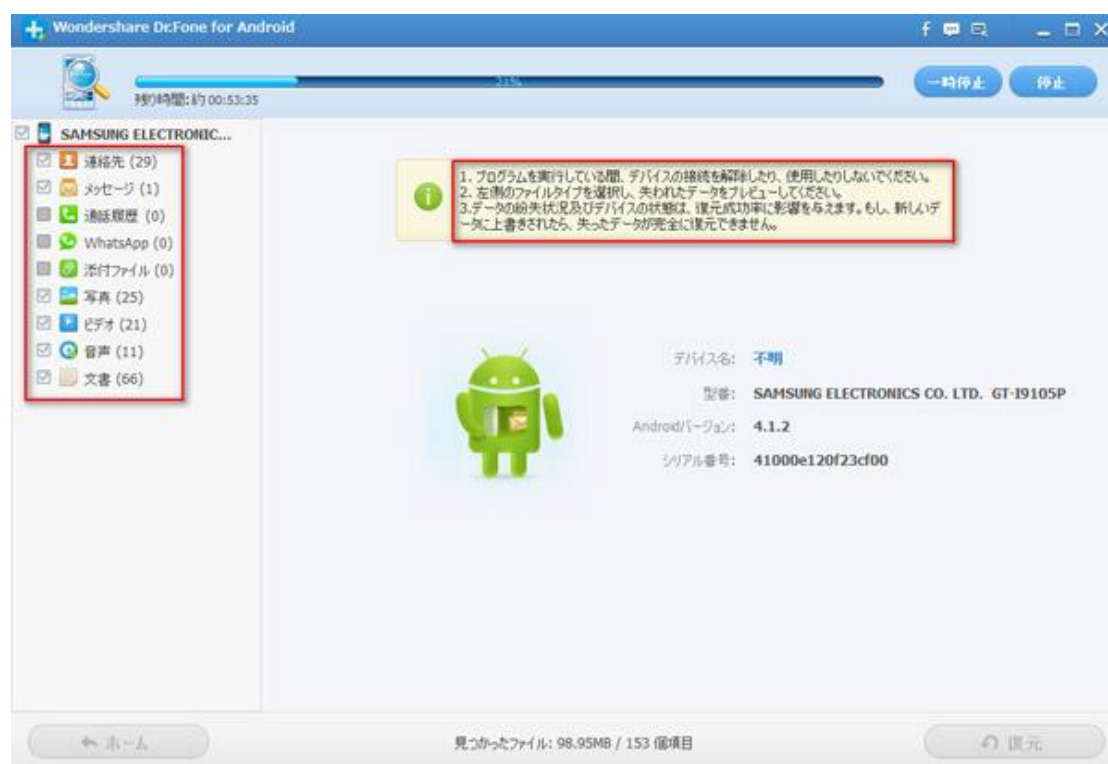 Wondershare Dr.Fone for Android
21%
一時停止
停止
残り時間: 約 00:53:35
SAMSUNG ELECTRONIC...
連絡先 (29)
メッセージ (1)
通話履歴 (0)
WhatsApp (0)
添付ファイル (0)
写真 (25)
ビデオ (21)
音声 (11)
文書 (66)
1. プログラムを実行している間、デバイスの接続を解除したり、使用したりしないでください。
2. 左側のファイルタイプを選択し、失われたデータをプレビューしてください。
3.データの紛失状況及びデバイスの状態は、復元成功率に影響を与えます。もし、新しいデ
ータに上書きされたら、失ったデータが完全に復元できません。
デバイス名: 不明
型番: SAMSUNG ELECTRONICS CO. LTD. GT-I9105P
Androidバージョン: 4.1.2
シリアル番号: 41000e120f23cf00
ホーム
見つかったファイル: 98.95MB / 153 個項目
復元